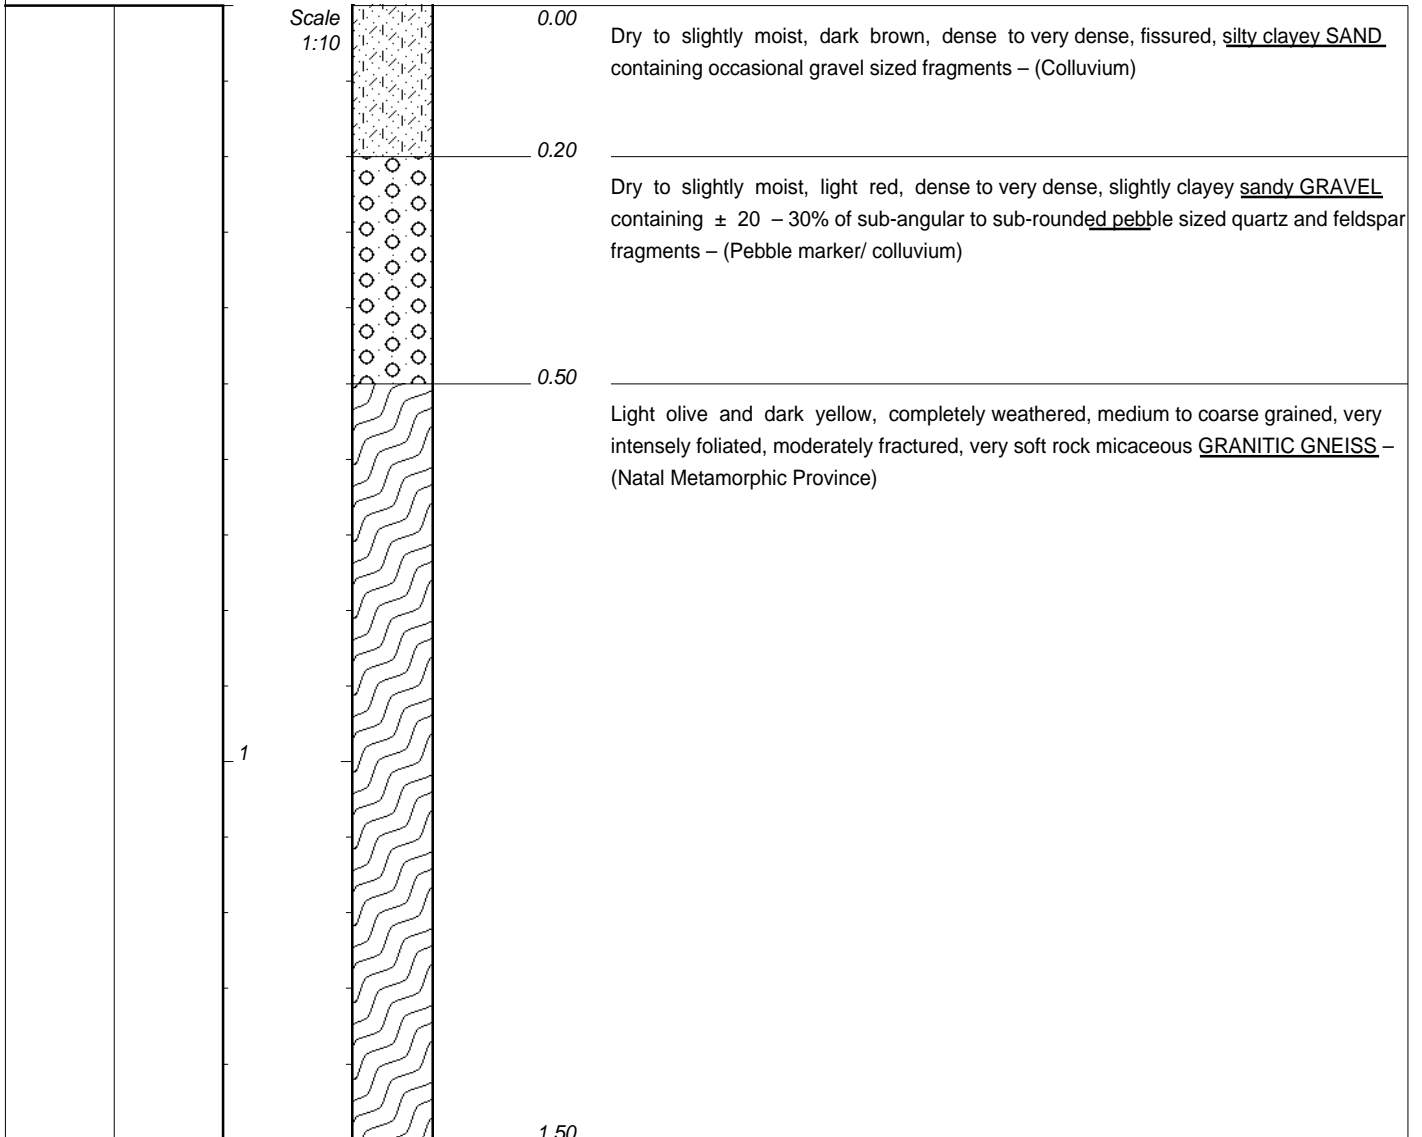 Scale
1:10
0.00
Dry to slightly moist, dark brown, dense to very dense, fissured, silty clayey SAND
containing occasional gravel sized fragments – (Colluvium)
0.20
Dry to slightly moist, light red, dense to very dense, slightly clayey sandy GRAVEL
containing ± 20 – 30% of sub-angular to sub-rounded pebble sized quartz and feldspar
fragments – (Pebble marker/ colluvium)
0.50
Light olive and dark yellow, completely weathered, medium to coarse grained, very
intensely foliated, moderately fractured, very soft rock micaceous GRANITIC GNEISS –
(Natal Metamorphic Province)
1
1.50